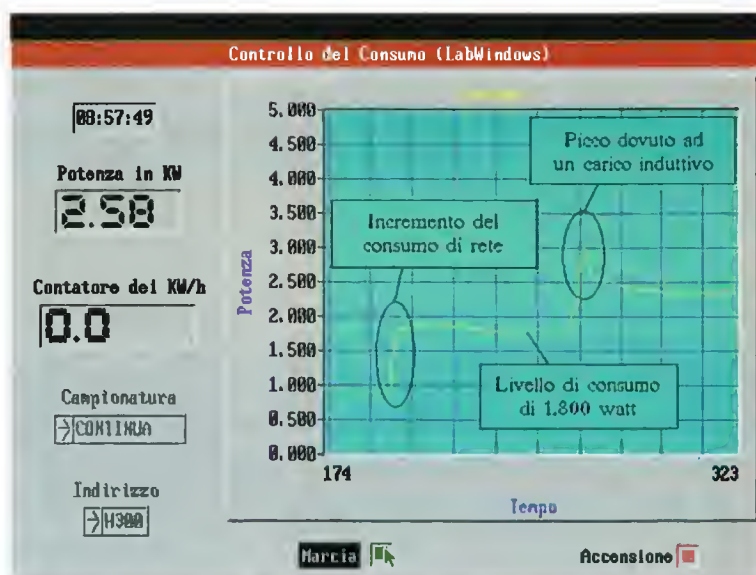 Controllo del Consumo (LabWindows)
08:57:49
Potenza in KW
2.58
Contatore dei KW/h
0.0
Campionatura
CONTINUA
Indirizzo
H300
Potenza
5.000
4.500
4.000
3.500
3.000
2.500
2.000
1.500
1.000
0.500
0.000
Picco dovuto ad
un carico induttivo
Incremento del
consumo di rete
Livello di consumo
di 1.800 watt
174
323
Tempo
Marcia
Accensione